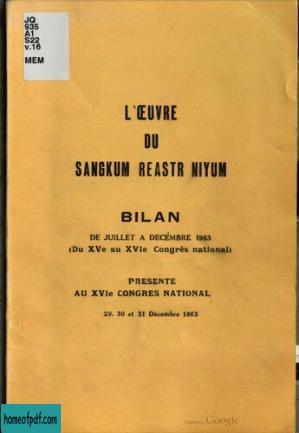 JQ
935
A1
S22
v.16
MEM
L'ŒUVRE
DU
SANGKUM REASTR NIYUM
BILAN
DE JUILLET A DECÉMBRE 1963
(Du XVe au XVIe Congrès national)
PRESENTE
AU XVIe CONGRES NATIONAL
29, 30 et 31 Décembre 1963
Google
homeofpdf.com